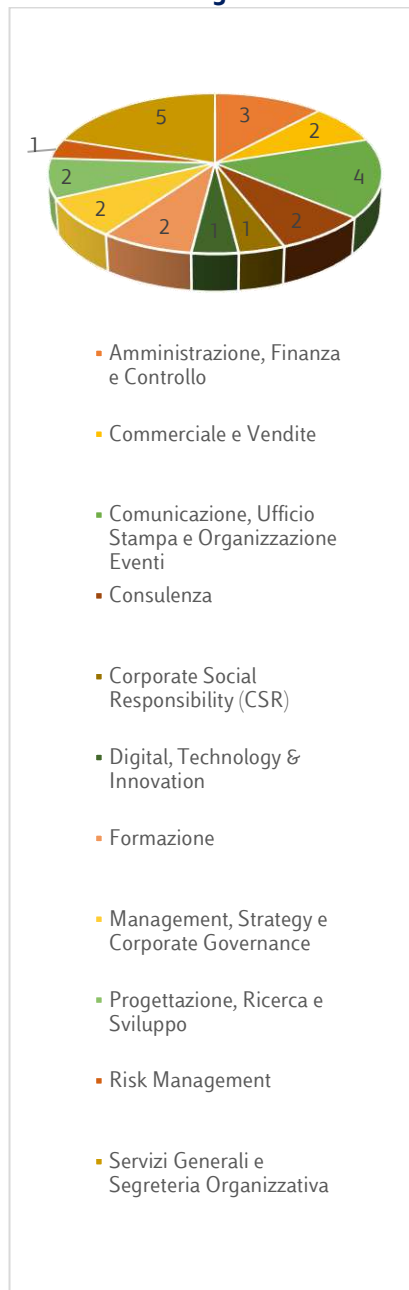 5
3
2
4
2
1
1
2
2
2
1
Amministrazione, Finanza
e Controllo
Commerciale e Vendite
Comunicazione, Ufficio
Stampa e Organizzazione
Eventi
Consulenza
Corporate Social
Responsibility (CSR)
Digital, Technology &
Innovation
Formazione
Management, Strategy e
Corporate Governance
Progettazione, Ricerca e
Sviluppo
Risk Management
Servizi Generali e
Segreteria Organizzativa